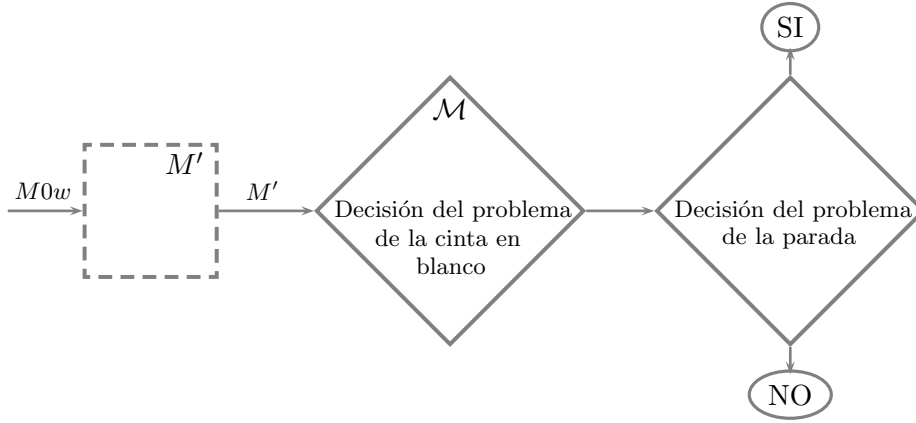 SI
M
M'
M0w
M'
Decisión del problema
de la cinta en
blanco
Decisión del problema
de la parada
NO